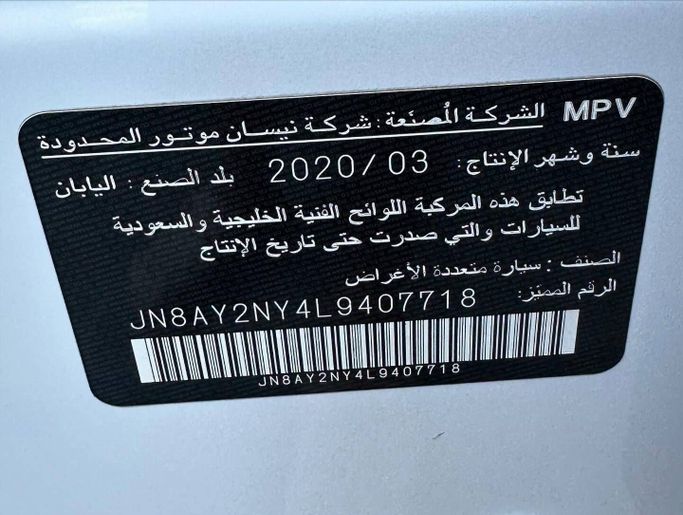 MPV الشركة المُصنَعة : شركة نيسان موتور المحدودة
سنة وشهر الإنتاج : 2020/03 بلد الصنع : اليابان
تطابق هذه المركبة اللوائح الفنية الخليجية والسعودية
للسيارات والتي صدرت حتى تاريخ الإنتاج
الصنف : سيارة متعددة الأغراض
الرقم المميّز:
JN8AY2NY4L9407718
JN8AY2NY4L9407718